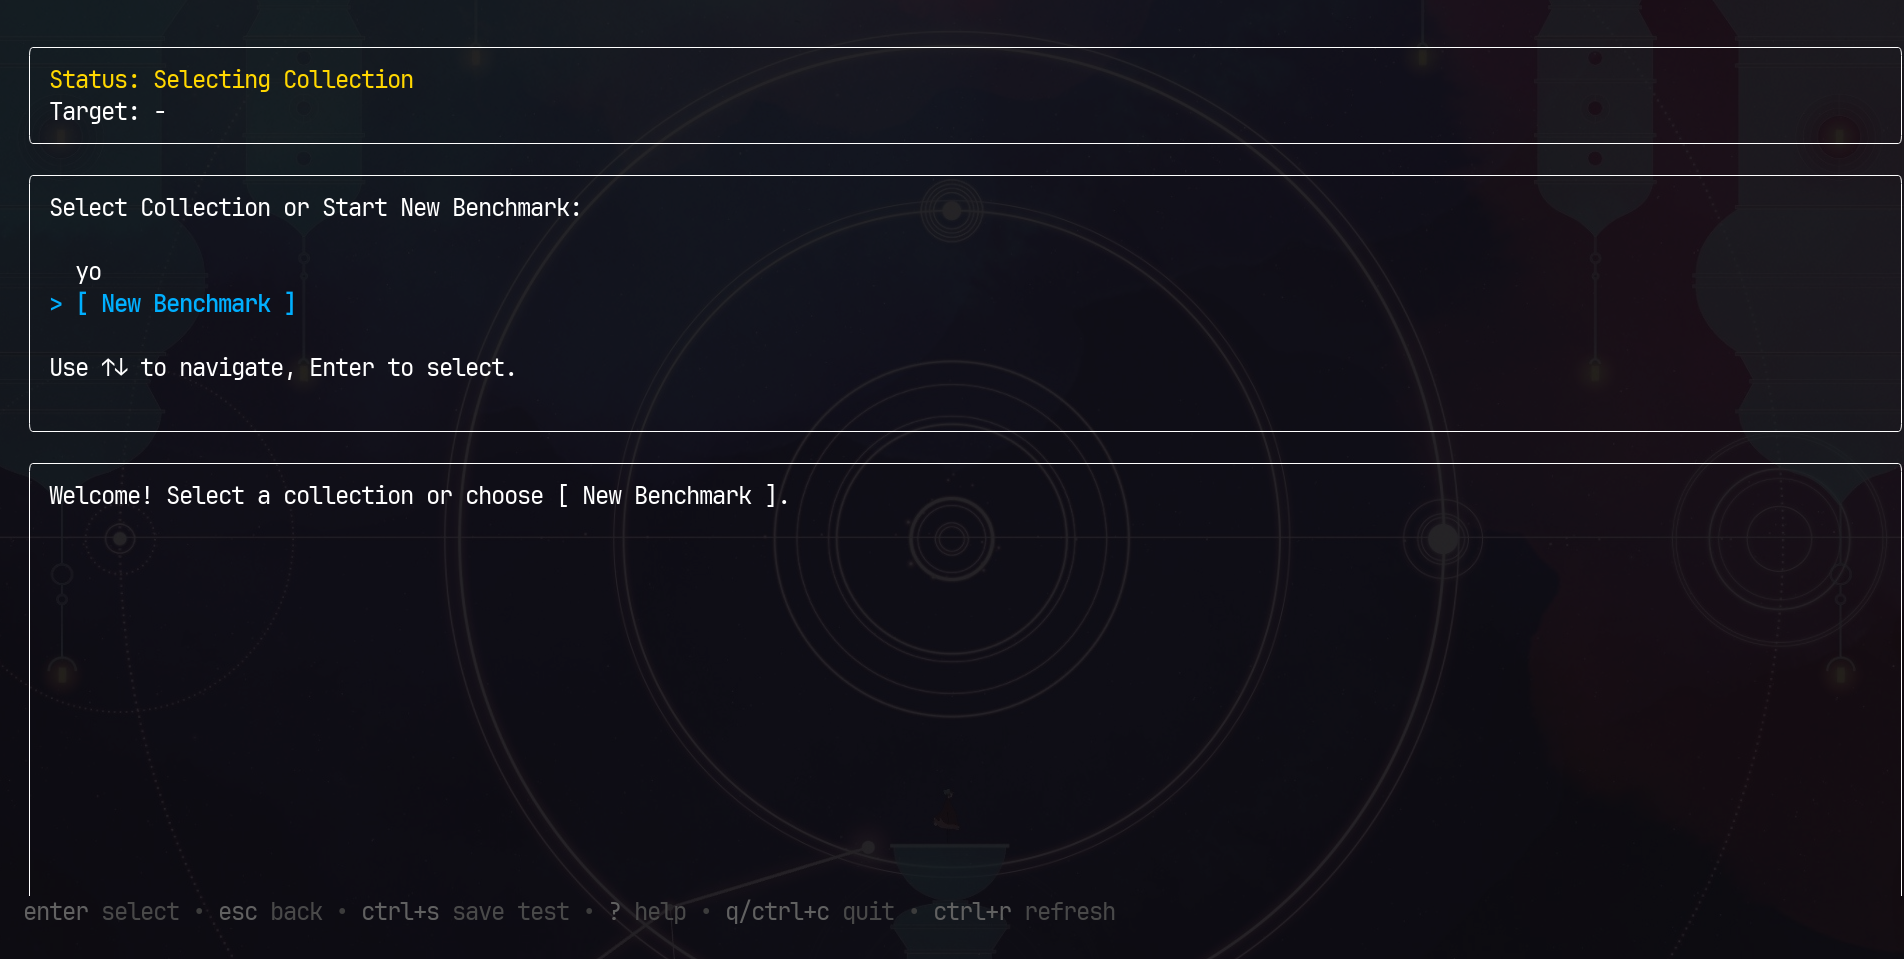 Status: Selecting Collection
Target: -
Select Collection or Start New Benchmark:
yo
> [ New Benchmark ]
Use ↑↓ to navigate, Enter to select.
Welcome! Select a collection or choose [ New Benchmark ].
enter select • esc back • ctrl+s save test • ? help • q/ctrl+c quit • ctrl+r refresh